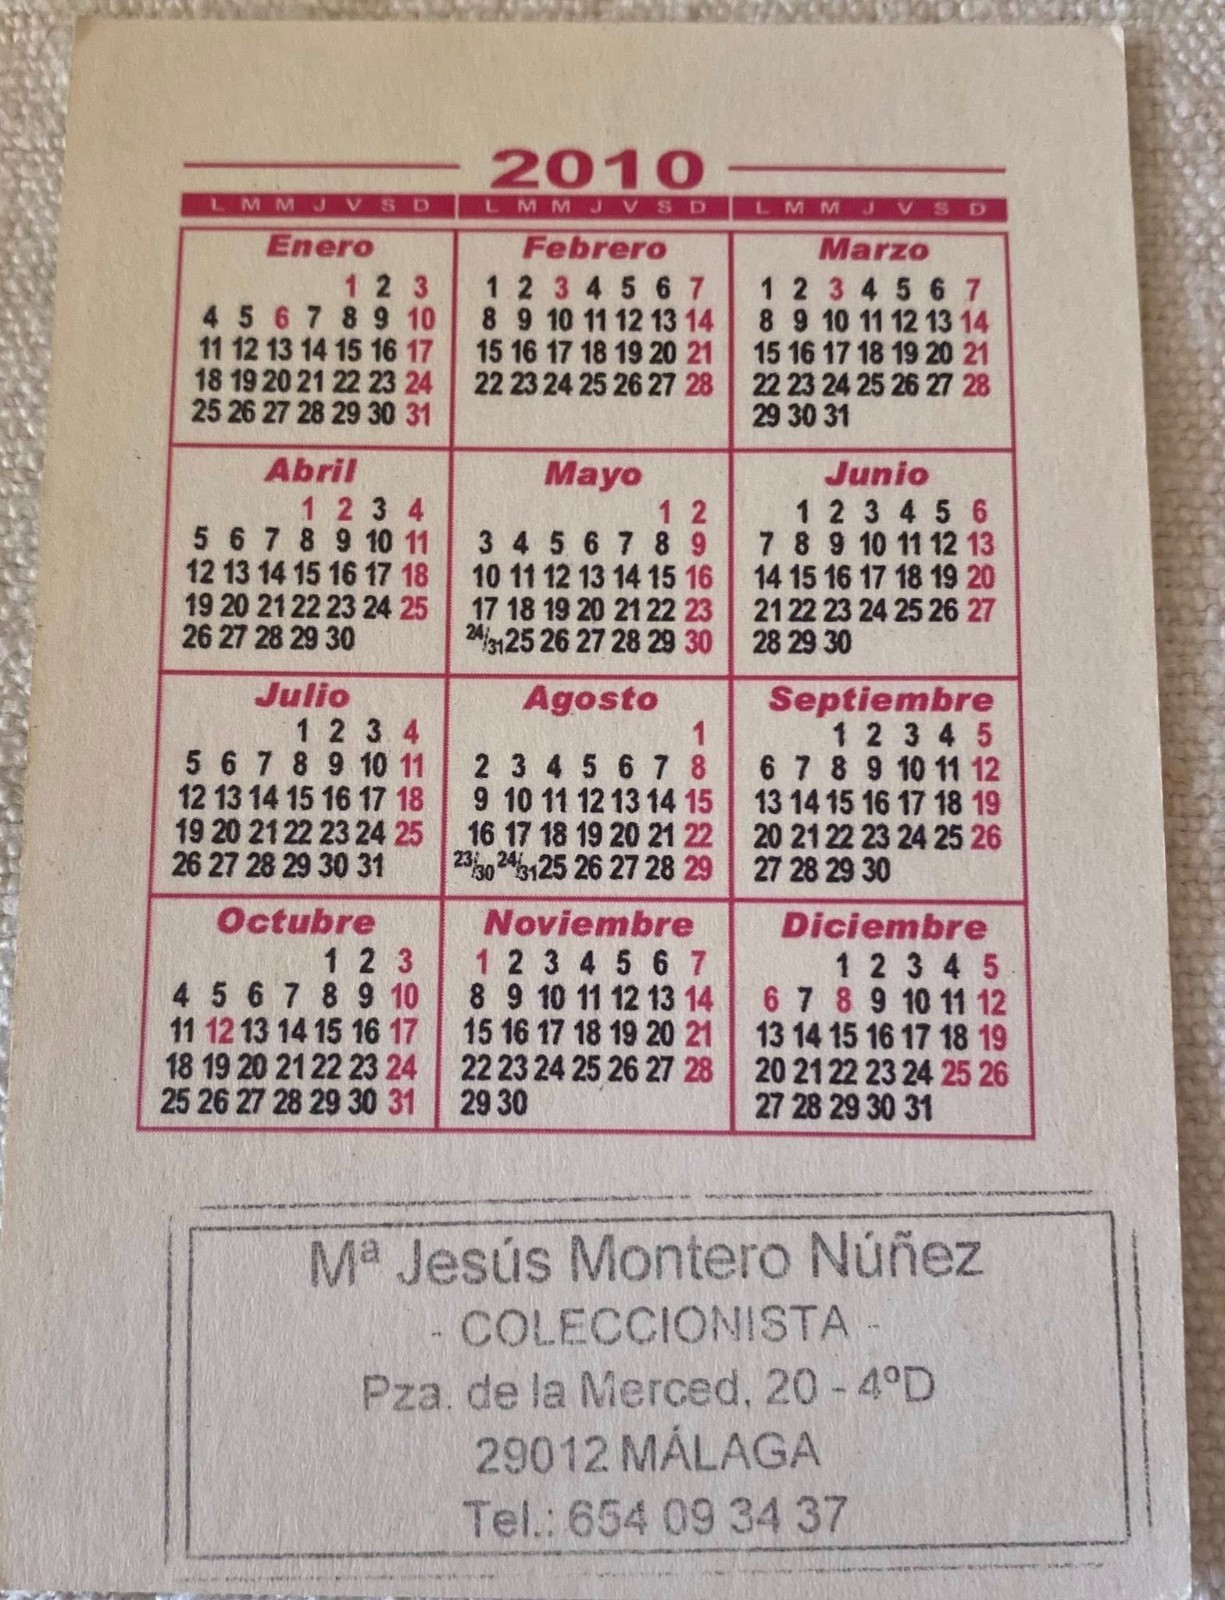 2010
L M M J V S D L M M J V S D L M M J V S D
Enero
1 2 3
4 5 6 7 8 9 10
11 12 13 14 15 16 17
18 19 20 21 22 23 24
25 26 27 28 29 30 31
Febrero
1 2 3 4 5 6 7
8 9 10 11 12 13 14
15 16 17 18 19 20 21
22 23 24 25 26 27 28
Marzo
1 2 3 4 5 6 7
8 9 10 11 12 13 14
15 16 17 18 19 20 21
22 23 24 25 26 27 28
29 30 31
Abril
1 2 3 4
5 6 7 8 9 10 11
12 13 14 15 16 17 18
19 20 21 22 23 24 25
26 27 28 29 30
Mayo
1 2
3 4 5 6 7 8 9
10 11 12 13 14 15 16
17 18 19 20 21 22 23
24/31 25 26 27 28 29 30
Junio
1 2 3 4 5 6
7 8 9 10 11 12 13
14 15 16 17 18 19 20
21 22 23 24 25 26 27
28 29 30
Julio
1 2 3 4
5 6 7 8 9 10 11
12 13 14 15 16 17 18
19 20 21 22 23 24 25
26 27 28 29 30 31
Agosto
1
2 3 4 5 6 7 8
9 10 11 12 13 14 15
16 17 18 19 20 21 22
23/30 24/31 25 26 27 28 29
Septiembre
1 2 3 4 5
6 7 8 9 10 11 12
13 14 15 16 17 18 19
20 21 22 23 24 25 26
27 28 29 30
Octubre
1 2 3
4 5 6 7 8 9 10
11 12 13 14 15 16 17
18 19 20 21 22 23 24
25 26 27 28 29 30 31
Noviembre
1 2 3 4 5 6 7
8 9 10 11 12 13 14
15 16 17 18 19 20 21
22 23 24 25 26 27 28
29 30
Diciembre
1 2 3 4 5
6 7 8 9 10 11 12
13 14 15 16 17 18 19
20 21 22 23 24 25 26
27 28 29 30 31
Mª Jesús Montero Núñez
- COLECCIONISTA -
Pza. de la Merced, 20 - 4ºD
29012 MÁLAGA
Tel.: 654 09 34 37